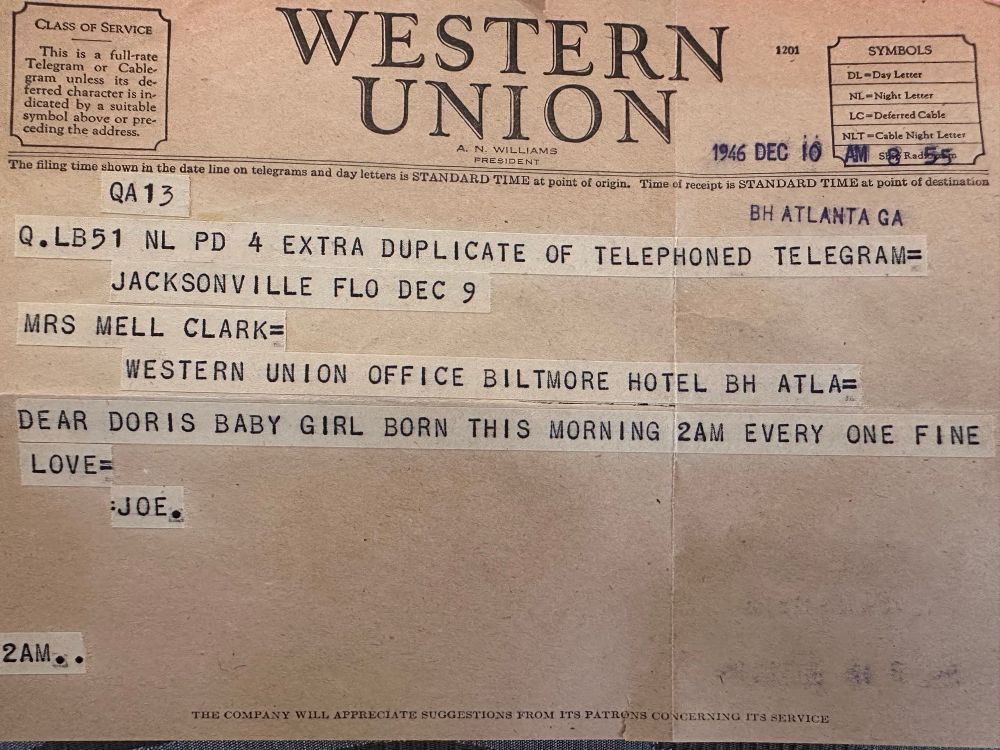 CLASS OF SERVICE
This is a full-rate
Telegram or Cable-
gram unless its de-
ferred character is in-
dicated by a suitable
symbol above or pre-
ceding the address.
WESTERN
UNION
A. N. WILLIAMS
PRESIDENT
1201
SYMBOLS
DL=Day Letter
NL=Night Letter
LC=Deferred Cable
NLT=Cable Night Letter
1946 DEC 10 AM 8 55
The filing time shown in the date line on telegrams and day letters is STANDARD TIME at point of origin. Time of receipt is STANDARD TIME at point of destination
QA13
BH ATLANTA GA
Q.LB51 NL PD 4 EXTRA DUPLICATE OF TELEPHONED TELEGRAM=
JACKSONVILLE FLO DEC 9
MRS MELL CLARK=
WESTERN UNION OFFICE BILTMORE HOTEL BH ATLA=
DEAR DORIS BABY GIRL BORN THIS MORNING 2AM EVERY ONE FINE
LOVE=
:JOE.
2AM..
THE COMPANY WILL APPRECIATE SUGGESTIONS FROM ITS PATRONS CONCERNING ITS SERVICE